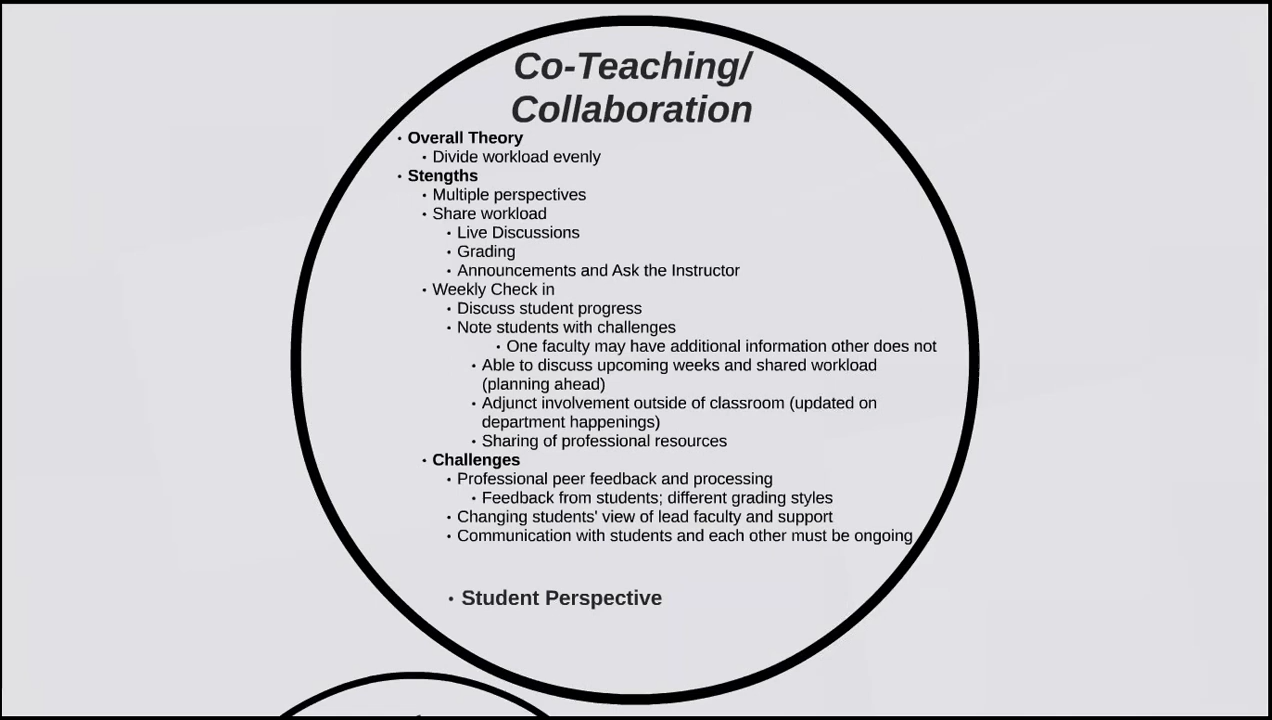 Co-Teaching/
Collaboration
• Overall Theory
• Divide workload evenly
• Stengths
• Multiple perspectives
• Share workload
• Live Discussions
• Grading
• Announcements and Ask the Instructor
• Weekly Check in
• Discuss student progress
• Note students with challenges
• One faculty may have additional information other does not
• Able to discuss upcoming weeks and shared workload
(planning ahead)
• Adjunct involvement outside of classroom (updated on
department happenings)
• Sharing of professional resources
• Challenges
• Professional peer feedback and processing
• Feedback from students; different grading styles
• Changing students' view of lead faculty and support
• Communication with students and each other must be ongoing
• Student Perspective